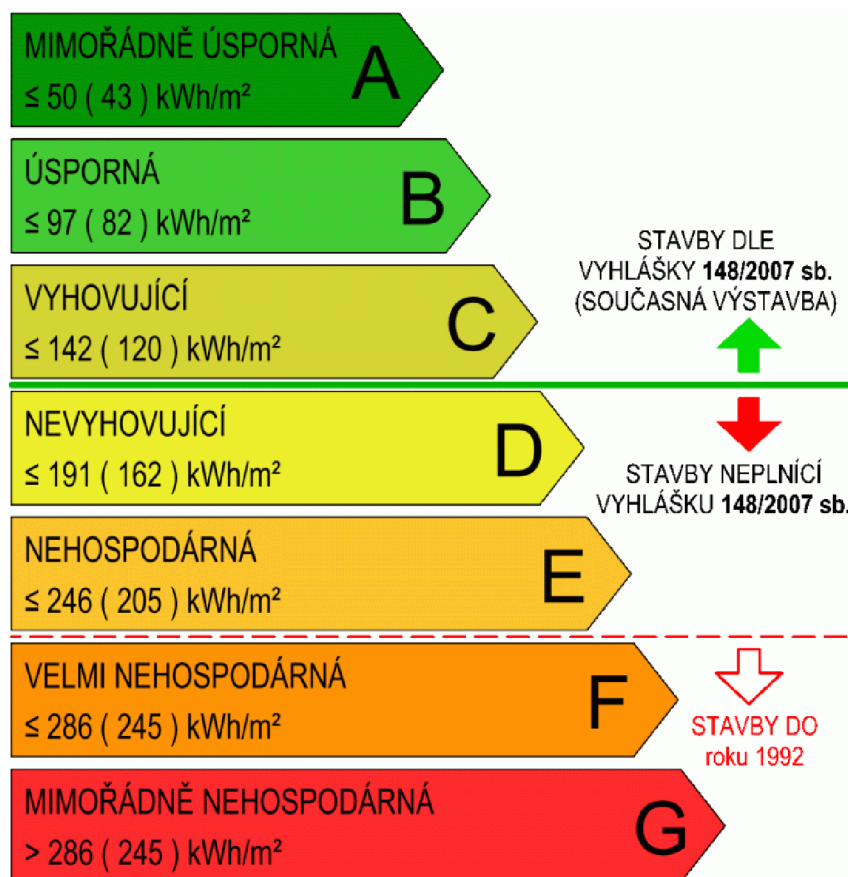 MIMOŘÁDNĚ ÚSPORNÁ
≤ 50 ( 43 ) kWh/m²
A
ÚSPORNÁ
≤ 97 ( 82 ) kWh/m²
B
VYHOVUJÍCÍ
≤ 142 ( 120 ) kWh/m²
C
STAVBY DLE
VYHLÁŠKY 148/2007 sb.
(SOUČASNÁ VÝSTAVBA)
NEVYHOVUJÍCÍ
≤ 191 ( 162 ) kWh/m²
D
STAVBY NEPLNÍCÍ
VYHLÁŠKU 148/2007 sb.
NEHOSPODÁRNÁ
≤ 246 ( 205 ) kWh/m²
E
VELMI NEHOSPODÁRNÁ
≤ 286 ( 245 ) kWh/m²
F
STAVBY DO
roku 1992
MIMOŘÁDNĚ NEHOSPODÁRNÁ
> 286 ( 245 ) kWh/m²
G